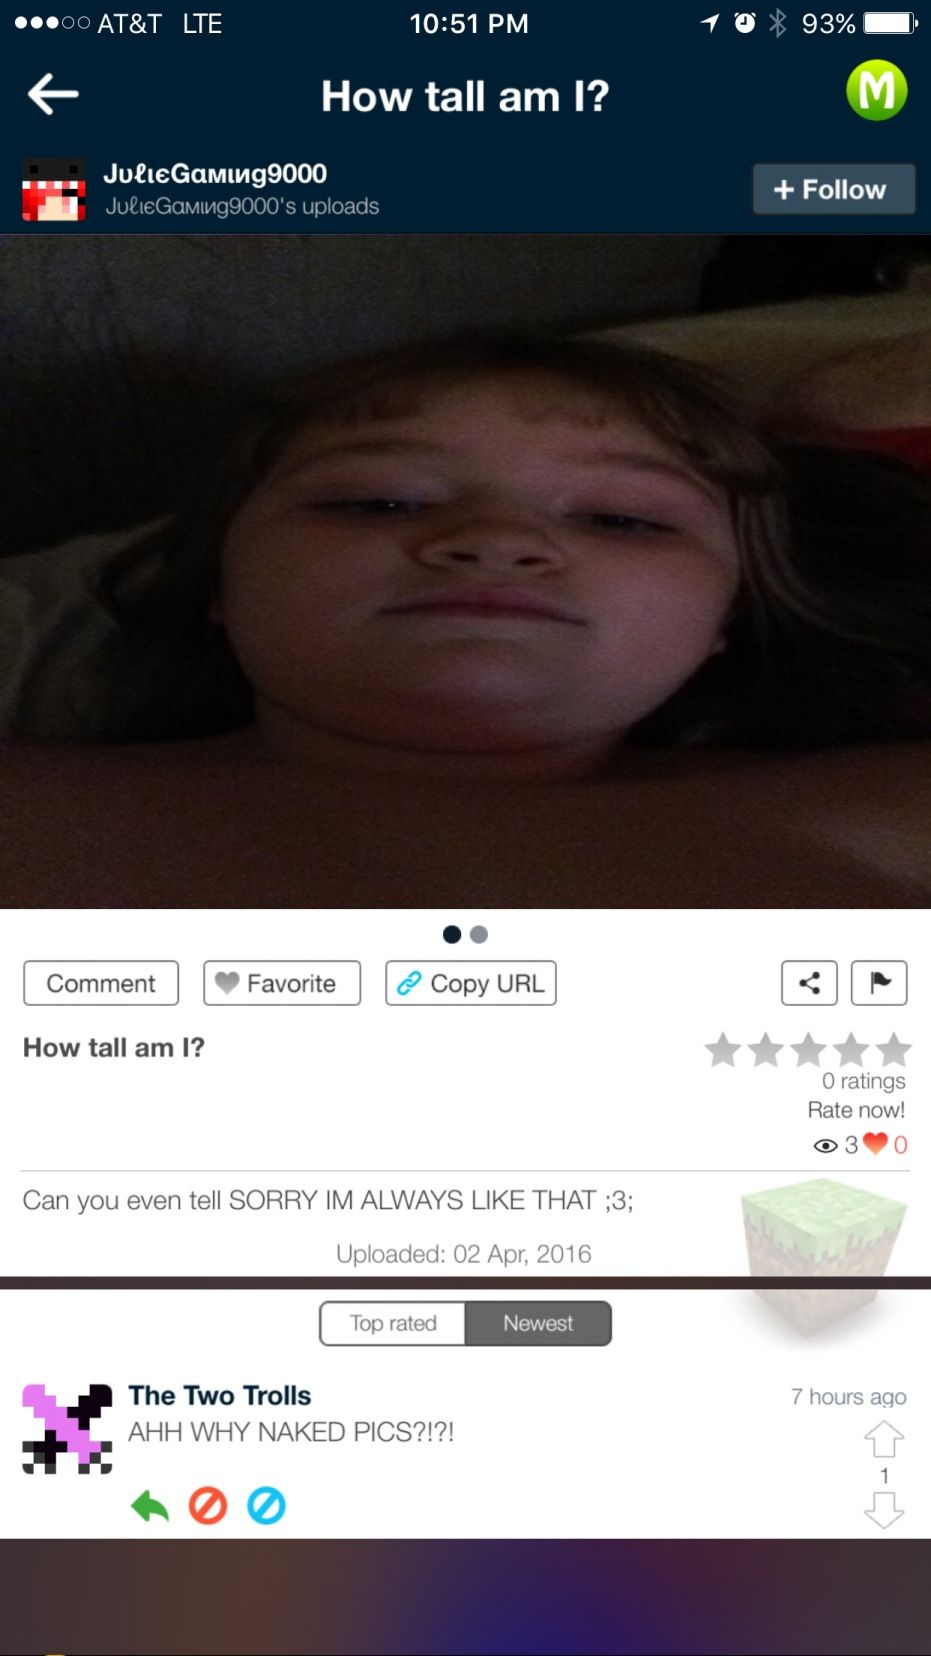 AT&T LTE 10:51 PM 93%
How tall am I?
M
JυℓιєGαмιиg9000
JυℓιєGαмιиg9000's uploads
+ Follow
Comment Favorite Copy URL
How tall am I?
0 ratings
Rate now!
3 0
Can you even tell SORRY IM ALWAYS LIKE THAT ;3;
Uploaded: 02 Apr, 2016
Top rated Newest
The Two Trolls 7 hours ago
AHH WHY NAKED PICS?!?!
1